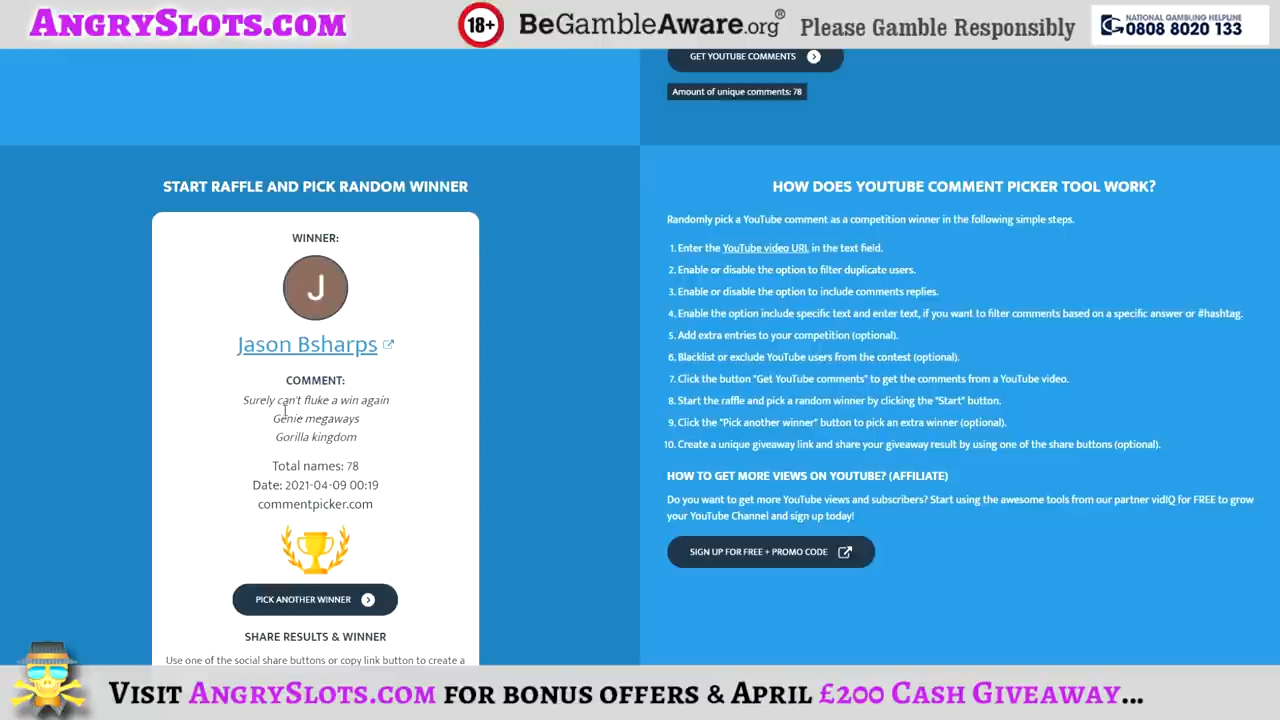 AngrySlots.com
18+
BeGambleAware.org®
Please Gamble Responsibly
NATIONAL GAMBLING HELPLINE
0808 8020 133
GET YOUTUBE COMMENTS
Amount of unique comments: 78
START RAFFLE AND PICK RANDOM WINNER
WINNER:
J
Jason Bsharps
COMMENT:
Surely can't fluke a win again
Genie megaways
Gorilla kingdom
Total names: 78
Date: 2021-04-09 00:19
commentpicker.com
PICK ANOTHER WINNER
SHARE RESULTS & WINNER
Use one of the social share buttons or copy link button to create a
HOW DOES YOUTUBE COMMENT PICKER TOOL WORK?
Randomly pick a YouTube comment as a competition winner in the following simple steps.
1. Enter the YouTube video URL in the text field.
2. Enable or disable the option to filter duplicate users.
3. Enable or disable the option to include comments replies.
4. Enable the option include specific text and enter text, if you want to filter comments based on a specific answer or #hashtag.
5. Add extra entries to your competition (optional).
6. Blacklist or exclude YouTube users from the contest (optional).
7. Click the button "Get YouTube comments" to get the comments from a YouTube video.
8. Start the raffle and pick a random winner by clicking the "Start" button.
9. Click the "Pick another winner" button to pick an extra winner (optional).
10. Create a unique giveaway link and share your giveaway result by using one of the share buttons (optional).
HOW TO GET MORE VIEWS ON YOUTUBE? (AFFILIATE)
Do you want to get more YouTube views and subscribers? Start using the awesome tools from our partner vidIQ for FREE to grow
your YouTube Channel and sign up today!
SIGN UP FOR FREE + PROMO CODE
Visit AngrySlots.com for bonus offers & April £200 Cash Giveaway...